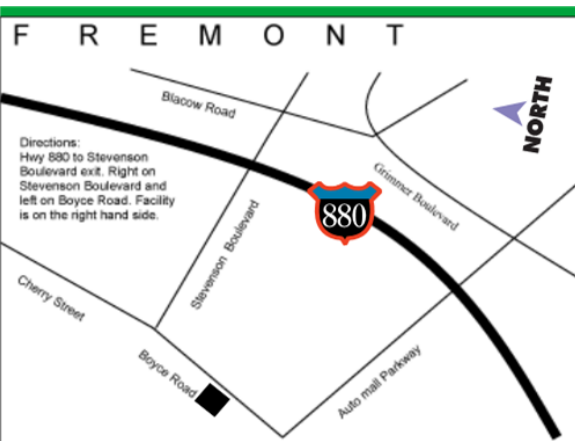 F R E M O N T
NORTH
Blacow Road
Directions:
Hwy 880 to Stevenson
Boulevard exit. Right on
Stevenson Boulevard and
left on Boyce Road. Facility
is on the right hand side.
Grimmer Boulevard
880
Stevenson Boulevard
Cherry Street
Boyce Road
Auto mall Parkway